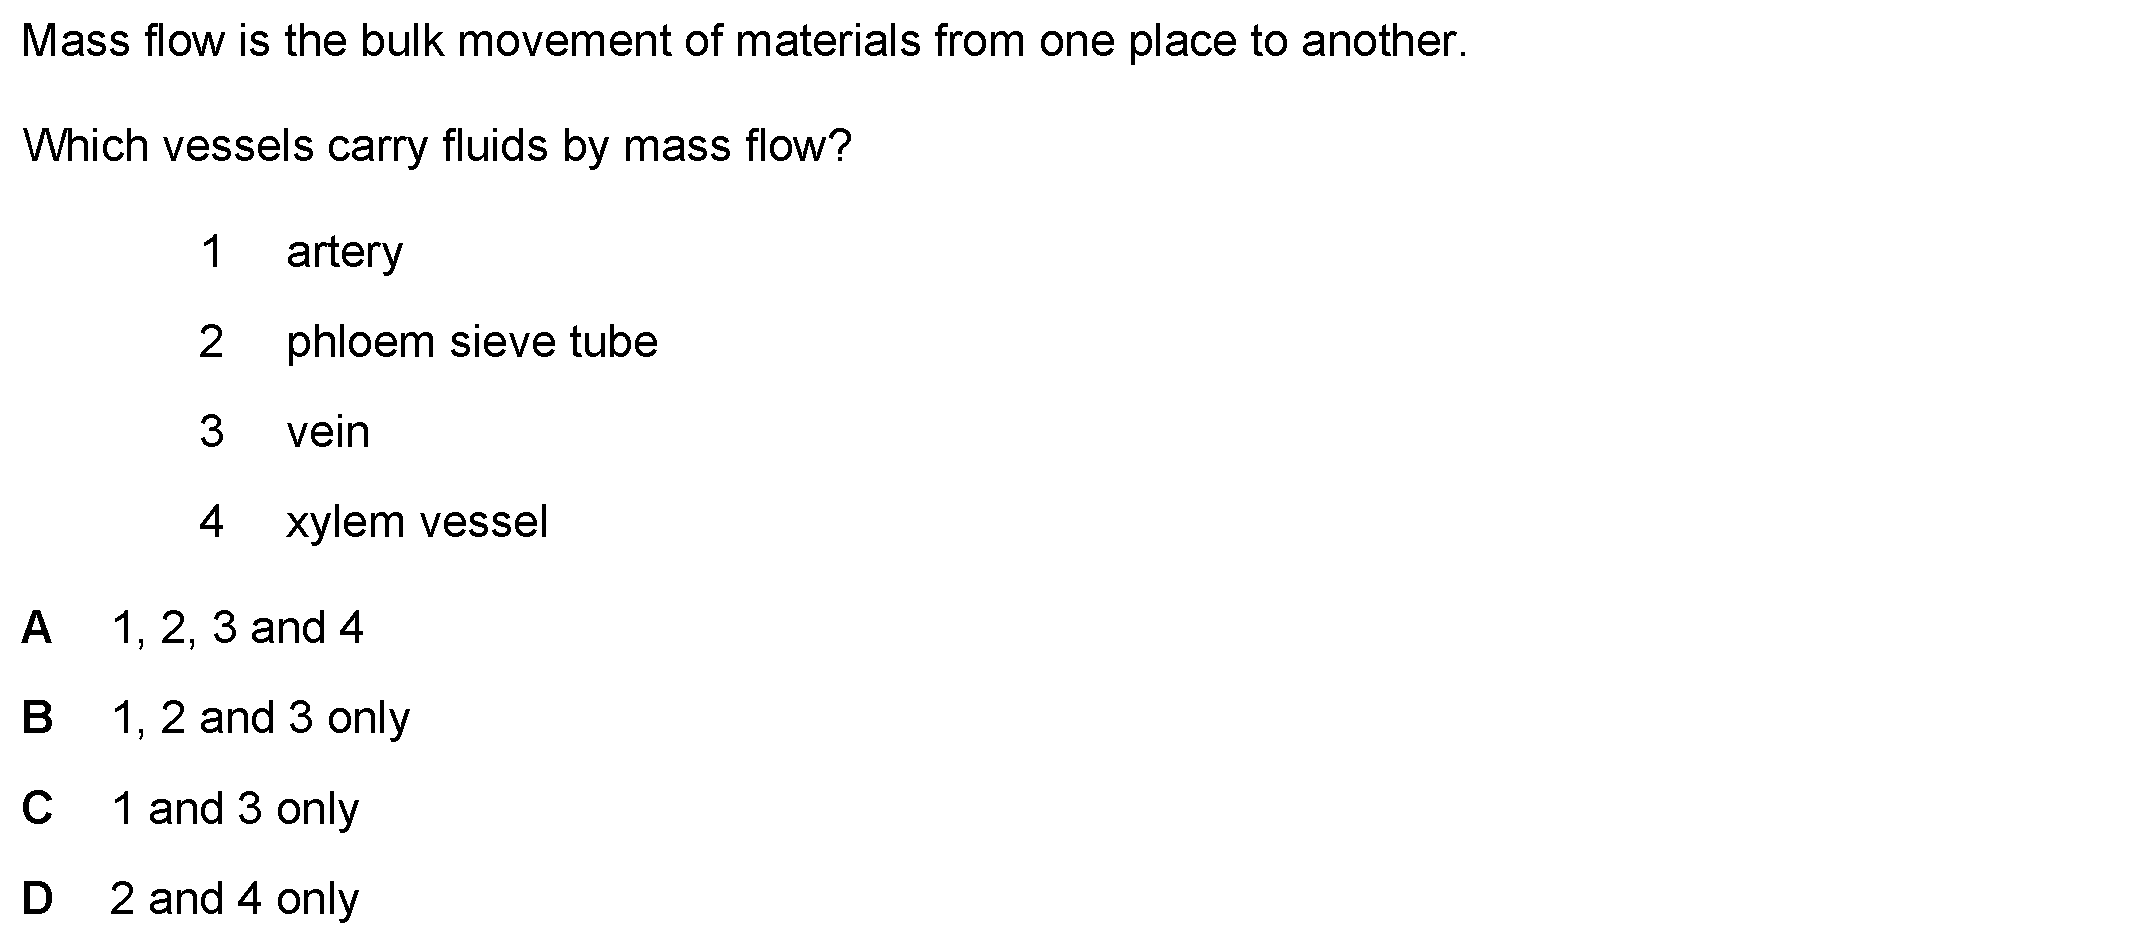 Mass flow is the bulk movement of materials from one place to another.
Which vessels carry fluids by mass flow?
1 artery
2 phloem sieve tube
3 vein
4 xylem vessel
A 1, 2, 3 and 4
B 1, 2 and 3 only
C 1 and 3 only
D 2 and 4 only